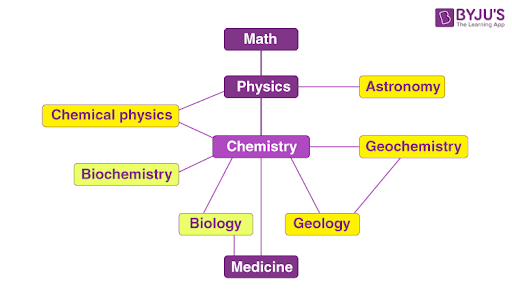 BYJU'S
The Learning App
Math
Physics
Astronomy
Chemical physics
Chemistry
Geochemistry
Biochemistry
Biology
Geology
Medicine